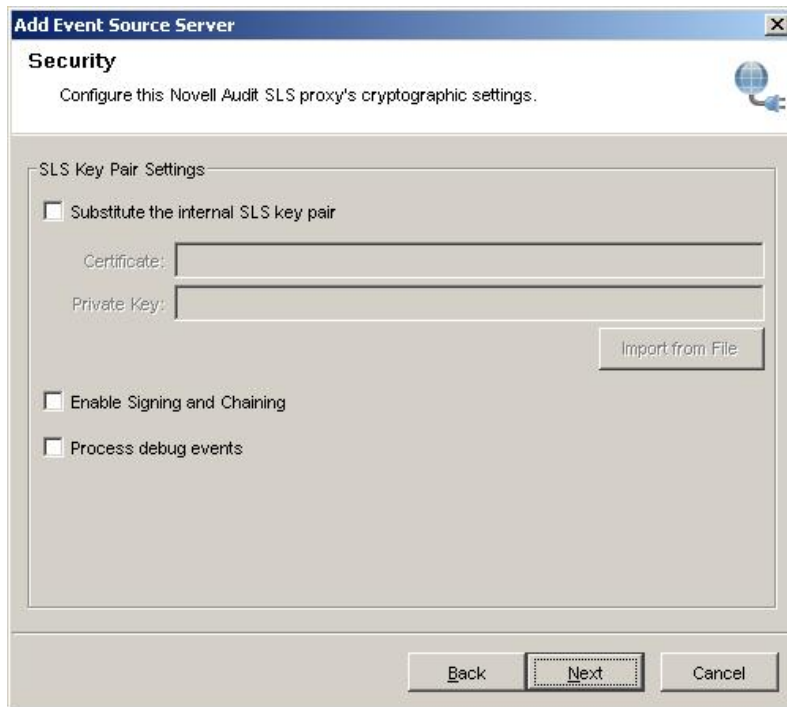 Add Event Source Server
Security
Configure this Novell Audit SLS proxy's cryptographic settings.
SLS Key Pair Settings
Substitute the internal SLS key pair
Certificate:
Private Key:
Import from File
Enable Signing and Chaining
Process debug events
Back Next Cancel